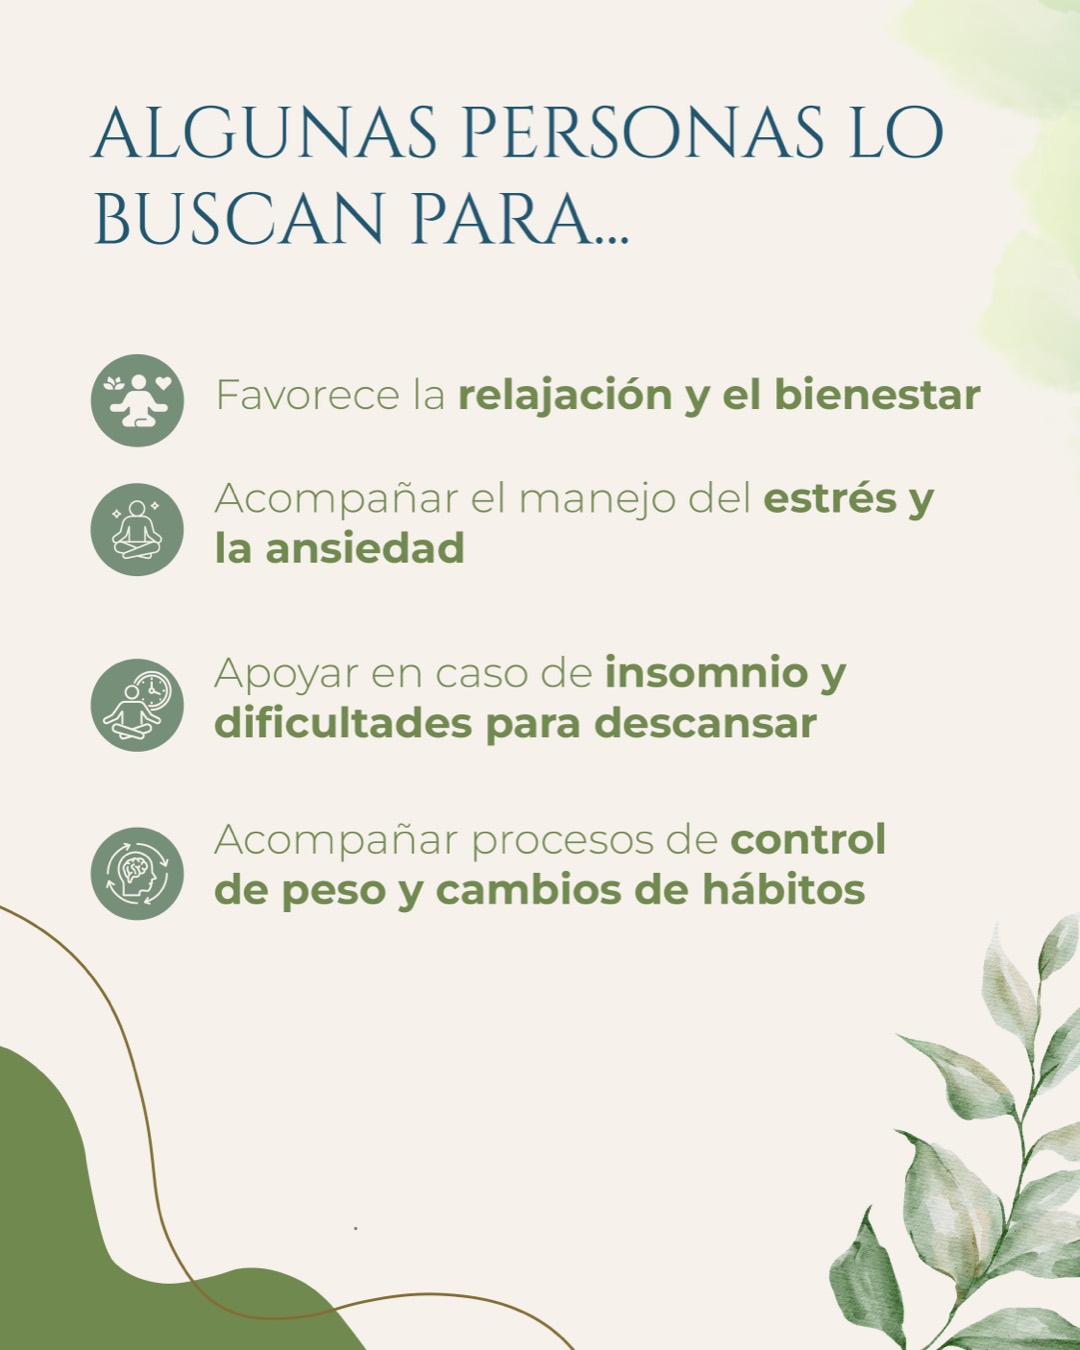 ALGUNAS PERSONAS LO
BUSCAN PARA...
Favorece la relajación y el bienestar
Acompañar el manejo del estrés y
la ansiedad
Apoyar en caso de insomnio y
dificultades para descansar
Acompañar procesos de control
de peso y cambios de hábitos
.